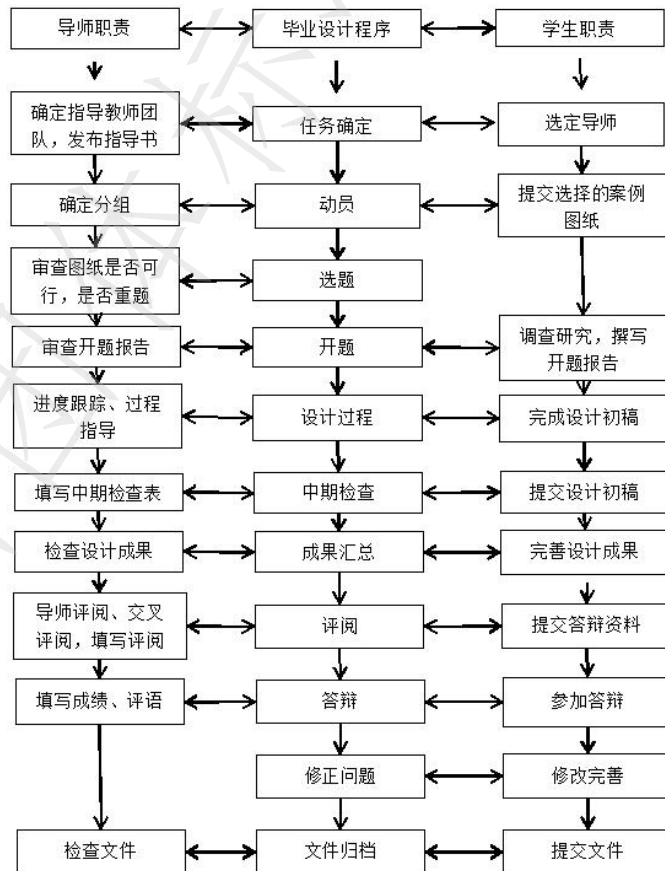 导师职责
毕业设计程序
学生职责
确定指导教师团
队，发布指导书
任务确定
选定导师
确定分组
动员
提交选择的案例
图纸
审查图纸是否可
行，是否重题
选题
审查开题报告
开题
调查研究，撰写
开题报告
进度跟踪、过程
指导
设计过程
完成设计初稿
填写中期检查表
中期检查
提交设计初稿
检查设计成果
成果汇总
完善设计成果
导师评阅、交叉
评阅，填写评阅
评阅
提交答辩资料
填写成绩、评语
答辩
参加答辩
修正问题
修改完善
检查文件
文件归档
提交文件
团体标